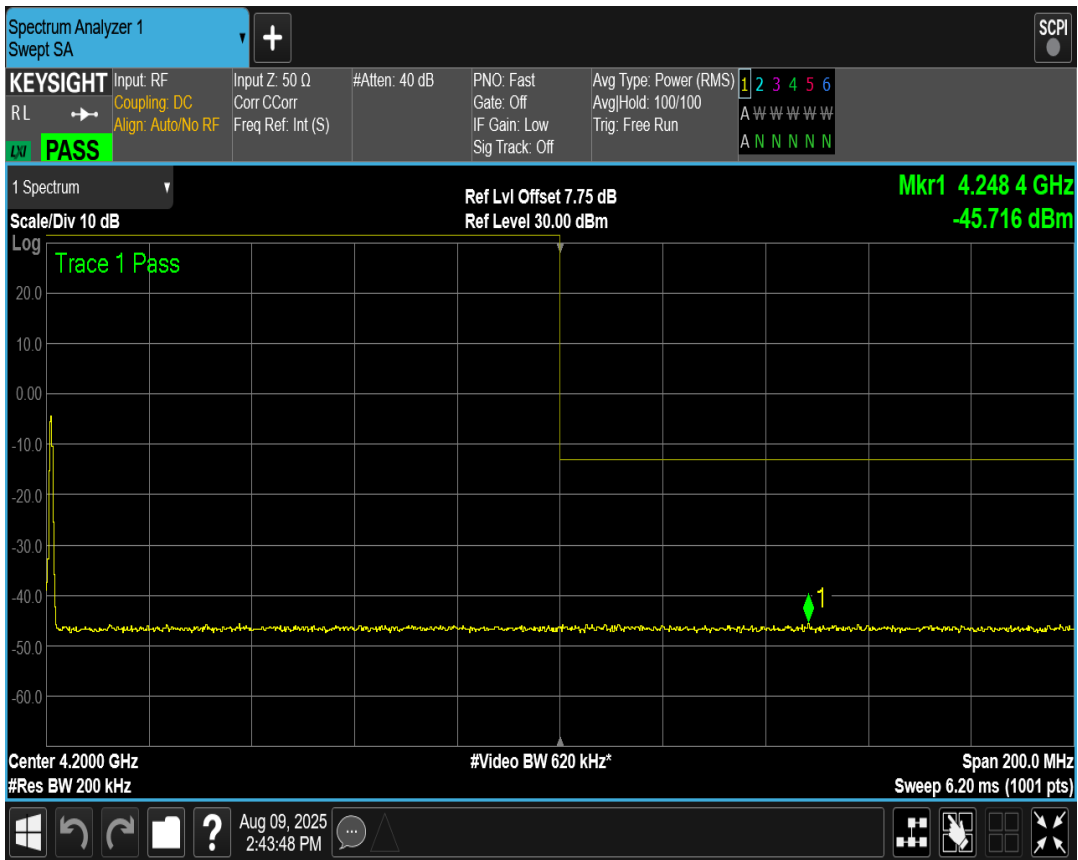 Spectrum Analyzer 1
Swept SA
+
SCPI
KEYSIGHT
R L
LXI PASS
Input: RF
Coupling: DC
Align: Auto/No RF
Input Z: 50 Ω
Corr CCorr
Freq Ref: Int (S)
#Atten: 40 dB
PNO: Fast
Gate: Off
IF Gain: Low
Sig Track: Off
Avg Type: Power (RMS)
Avg|Hold: 100/100
Trig: Free Run
1 2 3 4 5 6
A W W W W W
A N N N N N
1 Spectrum
Scale/Div 10 dB
Ref Lvl Offset 7.75 dB
Ref Level 30.00 dBm
Mkr1 4.248 4 GHz
-45.716 dBm
Log
Trace 1 Pass
20.0
10.0
0.00
-10.0
-20.0
-30.0
-40.0
1
-50.0
-60.0
Center 4.2000 GHz
#Video BW 620 kHz*
Span 200.0 MHz
#Res BW 200 kHz
Sweep 6.20 ms (1001 pts)
?
Aug 09, 2025
2:43:48 PM